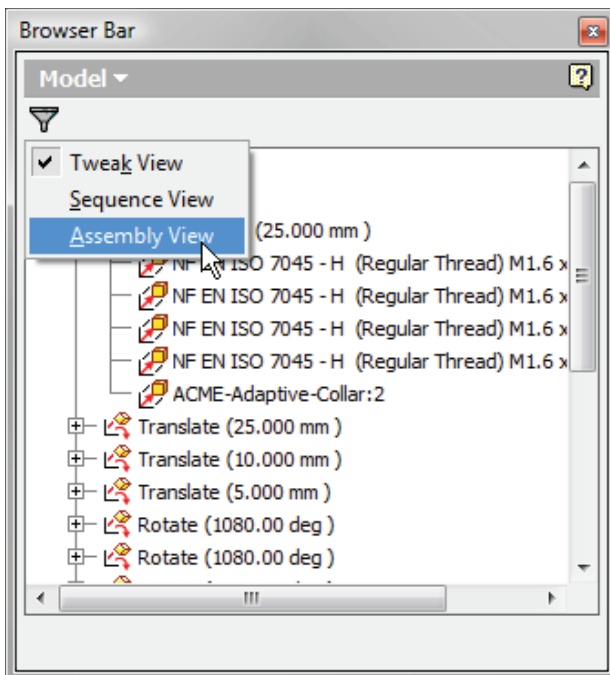 Browser Bar
Model
Tweak View
Sequence View
Assembly View (25.000 mm )
NF EN ISO 7045 - H (Regular Thread) M1.6 x
NF EN ISO 7045 - H (Regular Thread) M1.6 x
NF EN ISO 7045 - H (Regular Thread) M1.6 x
NF EN ISO 7045 - H (Regular Thread) M1.6 x
ACME-Adaptive-Collar:2
Translate (25.000 mm )
Translate (10.000 mm )
Translate (5.000 mm )
Rotate (1080.00 deg )
Rotate (1080.00 deg )